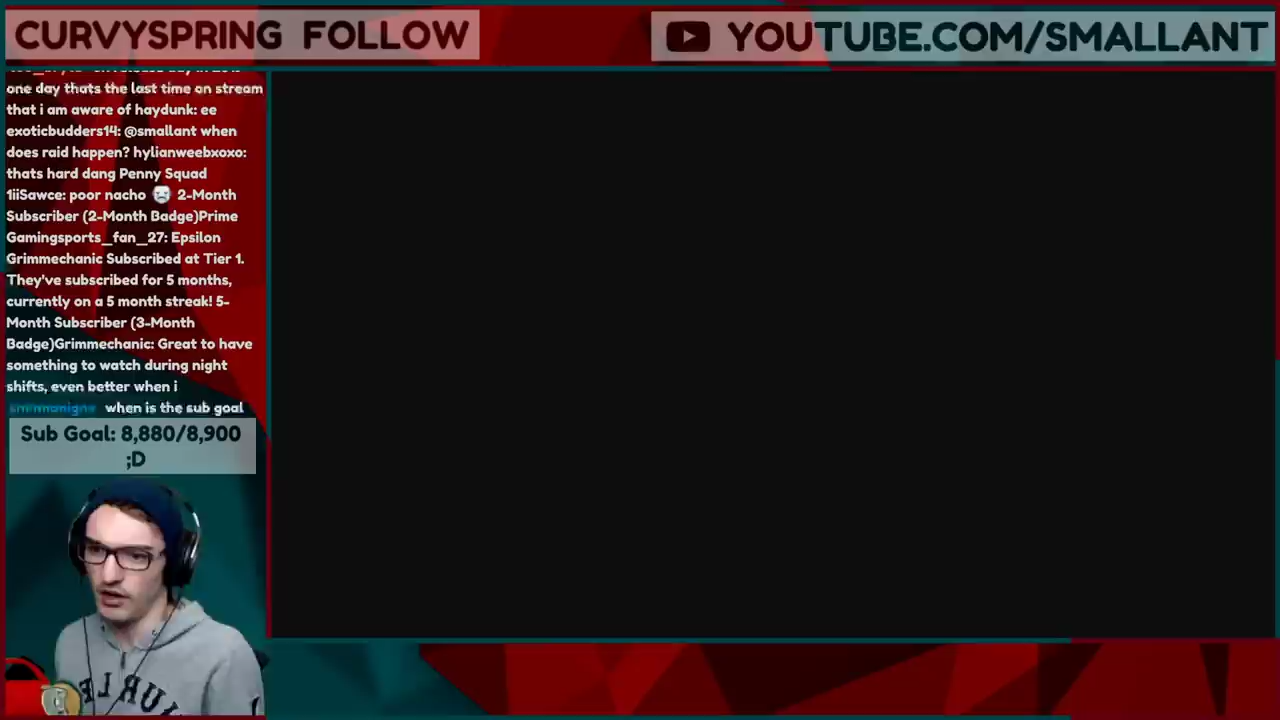 CURVYSPRING FOLLOW
YOUTUBE.COM/SMALLANT
one day thats the last time on stream
that i am aware of haydunk: ee
exoticbudders14: @smallant when
does raid happen? hylianweebxoxo:
thats hard dang Penny Squad
1iiSawce: poor nacho 2-Month
Subscriber (2-Month Badge)Prime
Gamingsports_fan_27: Epsilon
Grimmechanic Subscribed at Tier 1.
They've subscribed for 5 months,
currently on a 5 month streak! 5-
Month Subscriber (3-Month
Badge)Grimmechanic: Great to have
something to watch during night
shifts, even better when i
when is the sub goal
Sub Goal: 8,880/8,900
;D